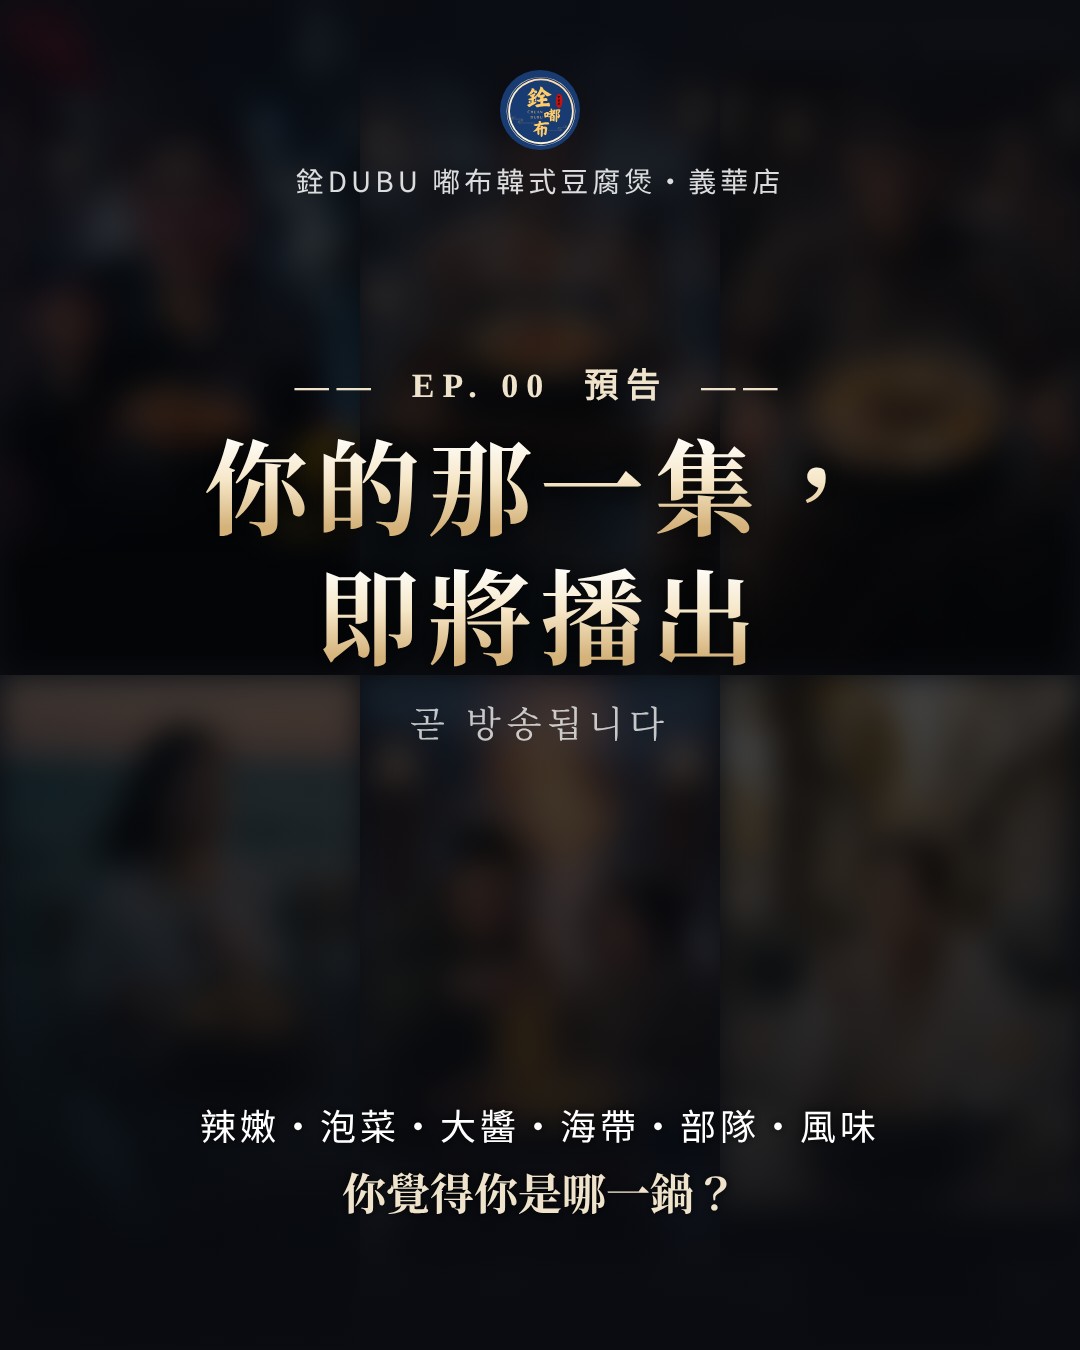 銓
嘟
布
銓DUBU 嘟布韓式豆腐煲・義華店
—— EP. 00 預告 ——
你的那一集，
即將播出
곧 방송됩니다
辣嫩・泡菜・大醬・海帶・部隊・風味
你覺得你是哪一鍋？